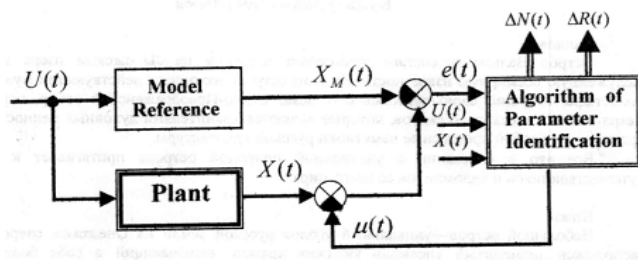 ΔN(t) ΔR(t)
U(t)
Model
Reference
X_M(t)
e(t)
U(t)
X(t)
Algorithm of
Parameter
Identification
Plant
X(t)
μ(t)